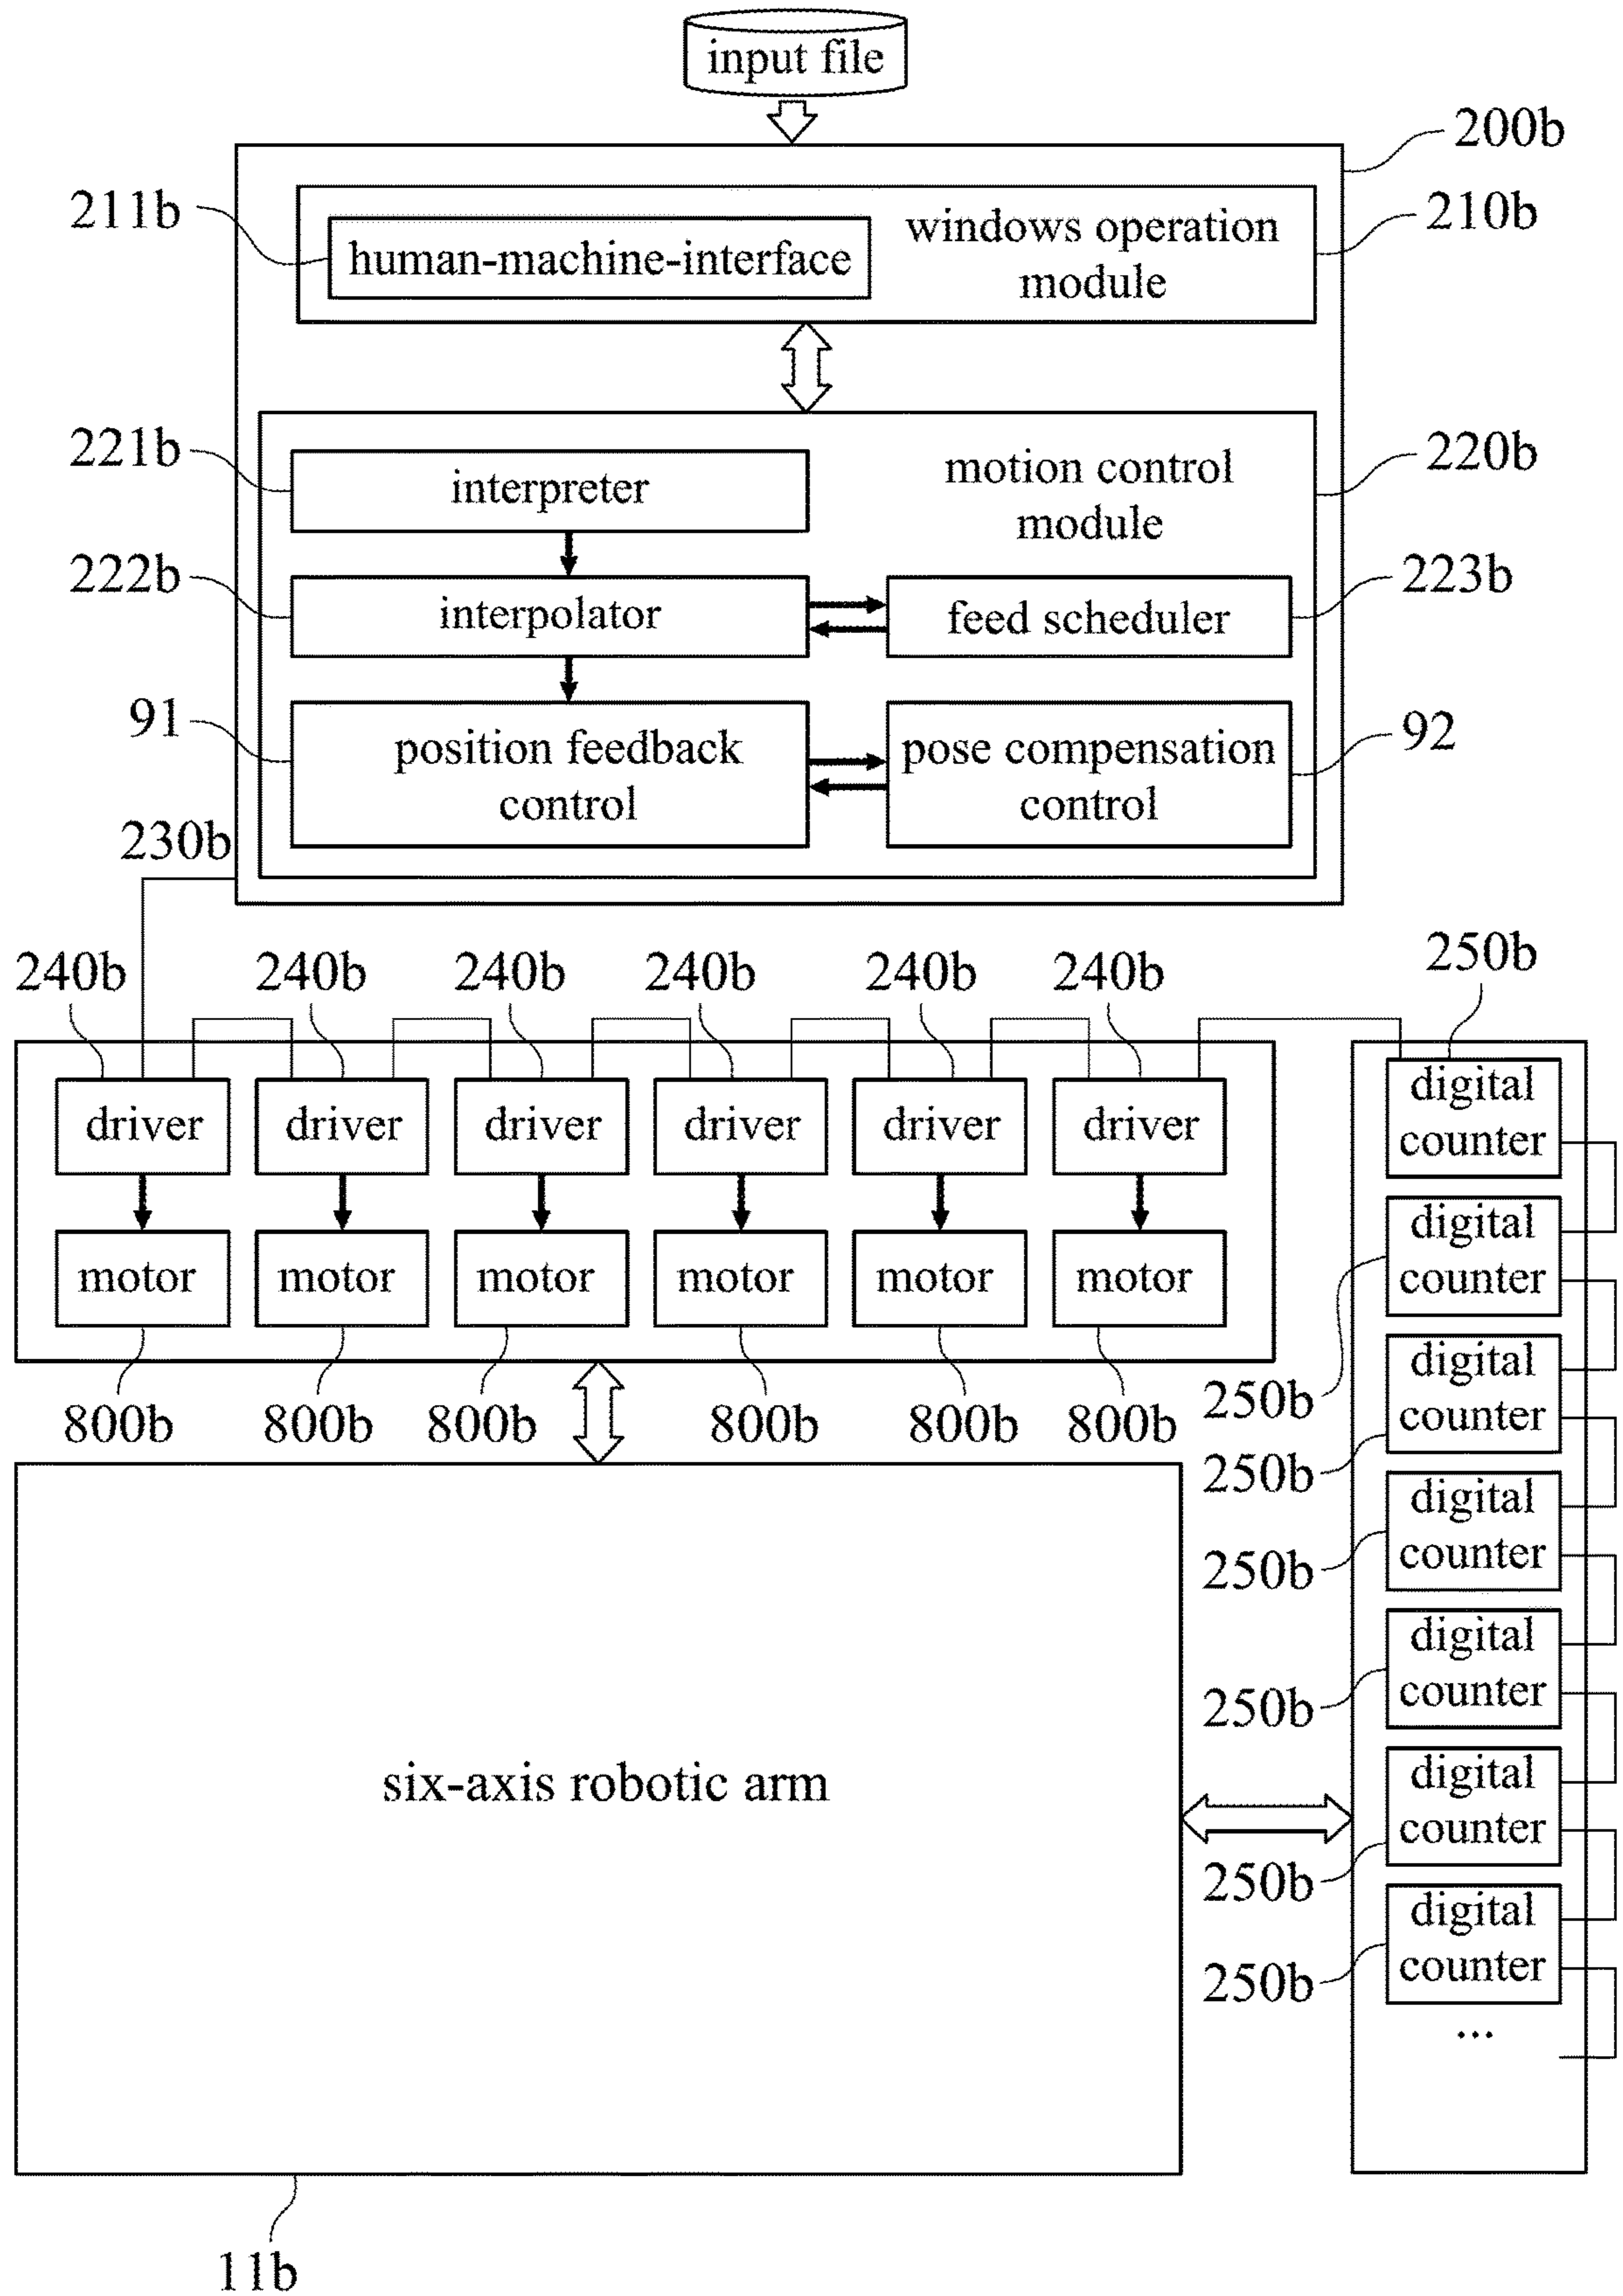 input file
200b
211b
windows operation
210b
human-machine-interface
module
221b
motion control
220b
interpreter
module
222b
223b
interpolator
feed scheduler
91
position feedback
pose compensation
92
control
control
230b
240b
240b
240b
240b
240b
240b
250b
driver
driver
driver
driver
driver
driver
digital
counter
motor
motor
motor
motor
motor
motor
digital
counter
250b
800b
800b
800b
800b
800b
800b
digital
counter
250b
digital
counter
250b
digital
counter
250b
six-axis robotic arm
digital
counter
250b
digital
counter
250b
...
11b